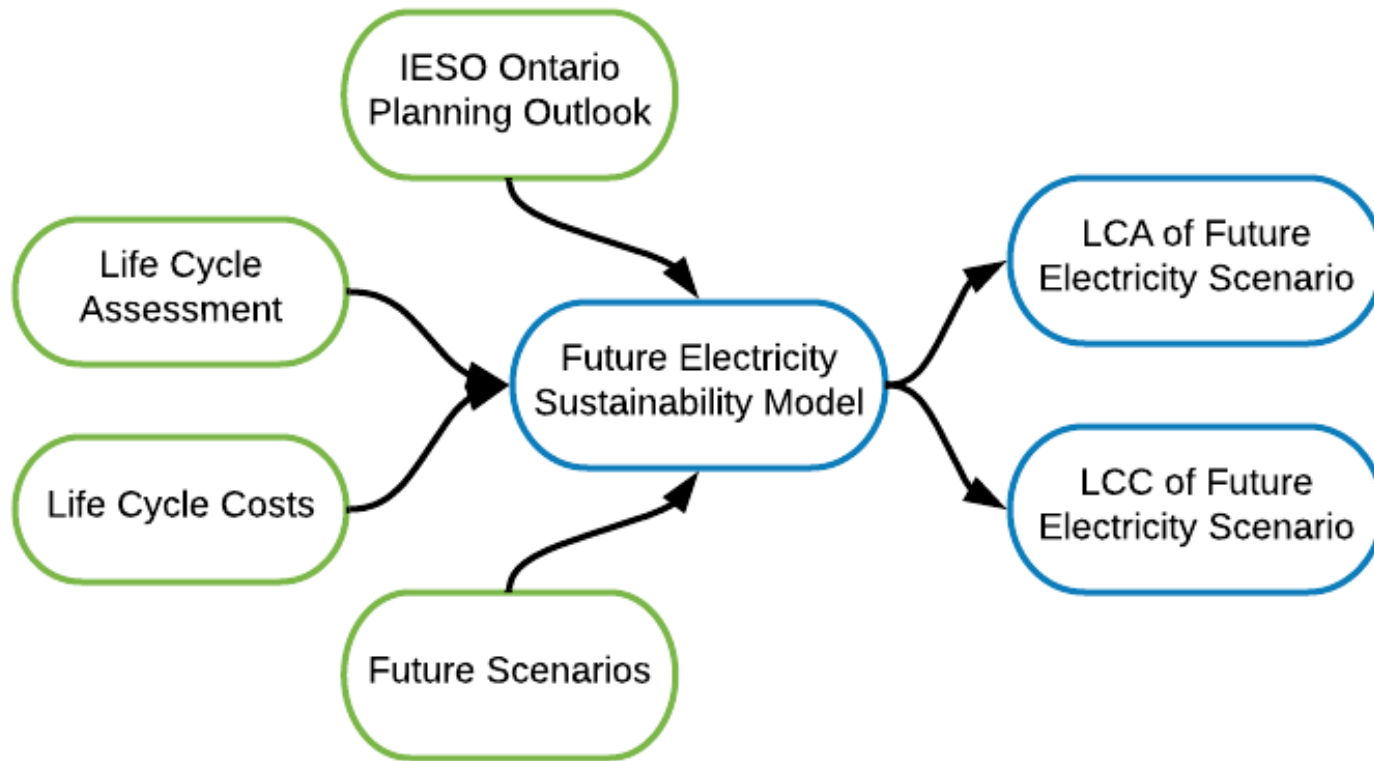 IESO Ontario
Planning Outlook
Life Cycle
Assessment
Life Cycle Costs
Future Scenarios
Future Electricity
Sustainability Model
LCA of Future
Electricity Scenario
LCC of Future
Electricity Scenario